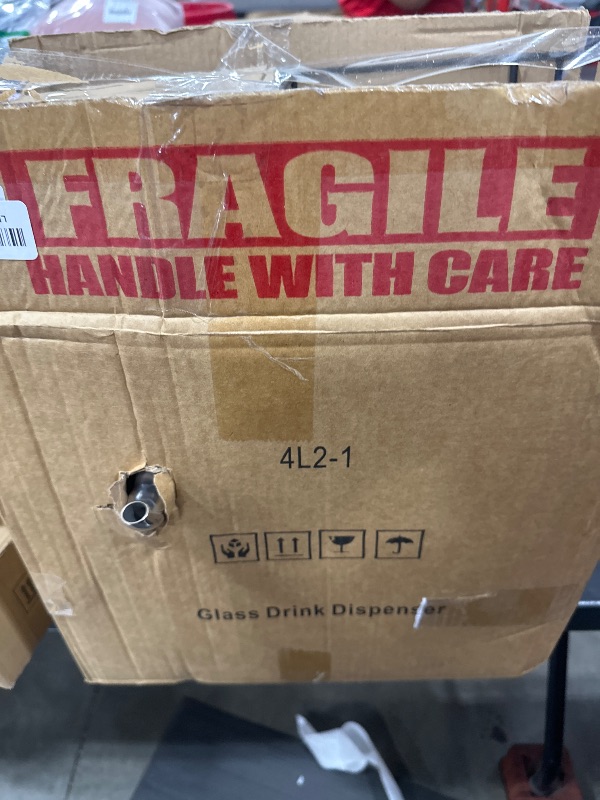 FRAGILE
HANDLE WITH CARE
4L2-1
Glass Drink Dispenser